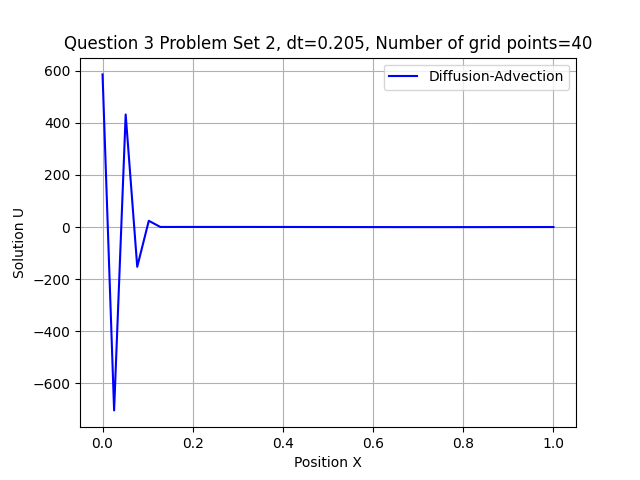 Question 3 Problem Set 2, dt=0.205, Number of grid points=40
Diffusion-Advection
600
400
200
0
−200
−400
−600
Solution U
0.0 0.2 0.4 0.6 0.8 1.0
Position X